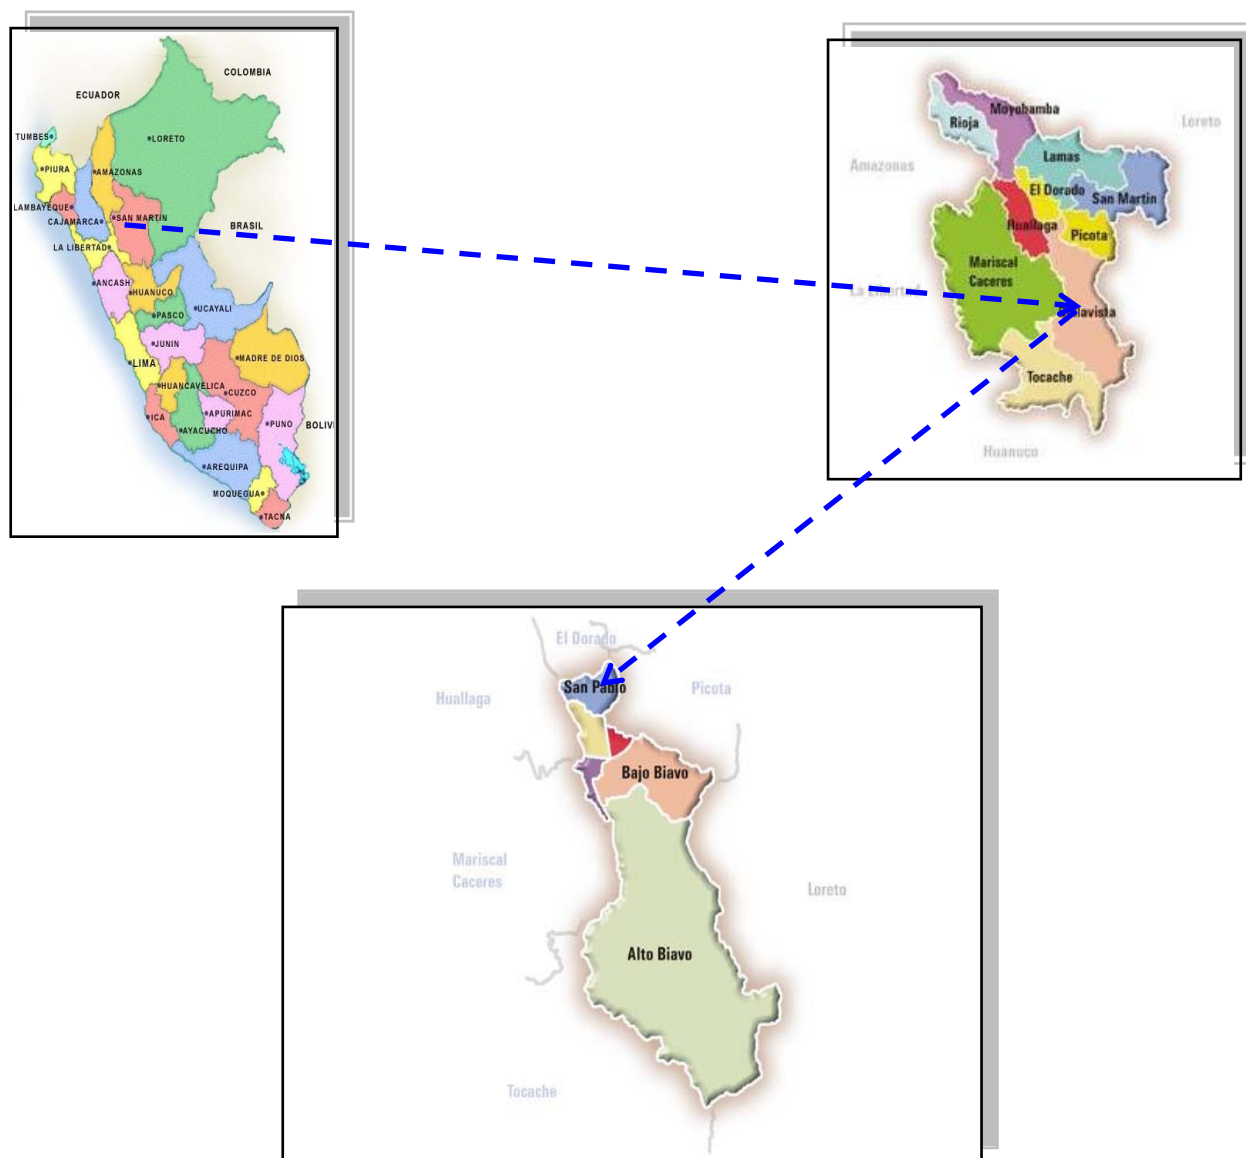 COLOMBIA
ECUADOR
TUMBES
LORETO
PIURA
AMAZONAS
LAMBAYEQUE
SAN MARTIN
CAJAMARCA
BRASIL
LA LIBERTAD
ANCASH
HUANUCO
UCAYALI
PASCO
JUNIN
LIMA
MADRE DE DIOS
HUANCAVELICA
CUZCO
ICA
APURIMAC
PUNO
BOLIVI
AYACUCHO
AREQUIPA
MOQUEGUA
TACNA
Moyobamba
Rioja
Loreto
Lamas
Amazonas
El Dorado
San Martin
Huallaga
Picota
Mariscal
Caceres
La Libertad
Tocache
Huanuco
El Dorado
San Pablo
Huallaga
Picota
Bajo Biavo
Mariscal
Caceres
Loreto
Alto Biavo
Tocache